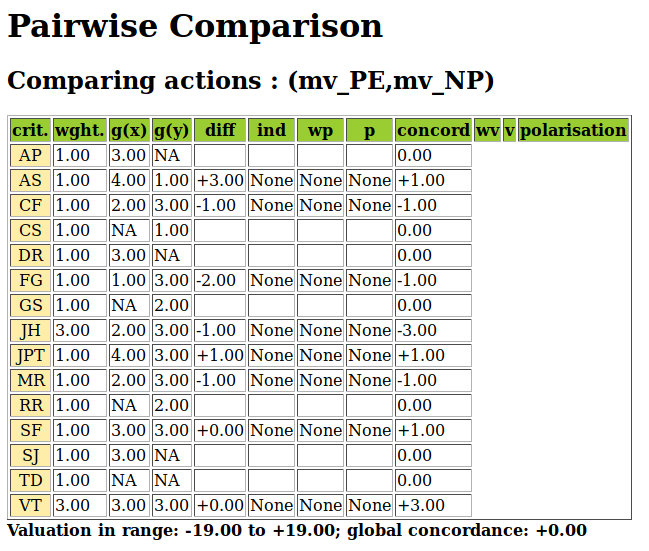 Pairwise Comparison
Comparing actions : (mv_PE,mv_NP)
crit. wght. g(x) g(y) diff ind wp p concord wv v polarisation
AP 1.00 3.00 NA 0.00
AS 1.00 4.00 1.00 +3.00 None None None +1.00
CF 1.00 2.00 3.00 -1.00 None None None -1.00
CS 1.00 NA 1.00 0.00
DR 1.00 3.00 NA 0.00
FG 1.00 1.00 3.00 -2.00 None None None -1.00
GS 1.00 NA 2.00 0.00
JH 3.00 2.00 3.00 -1.00 None None None -3.00
JPT 1.00 4.00 3.00 +1.00 None None None +1.00
MR 1.00 2.00 3.00 -1.00 None None None -1.00
RR 1.00 NA 2.00 0.00
SF 1.00 3.00 3.00 +0.00 None None None +1.00
SJ 1.00 3.00 NA 0.00
TD 1.00 NA NA 0.00
VT 3.00 3.00 3.00 +0.00 None None None +3.00
Valuation in range: -19.00 to +19.00; global concordance: +0.00